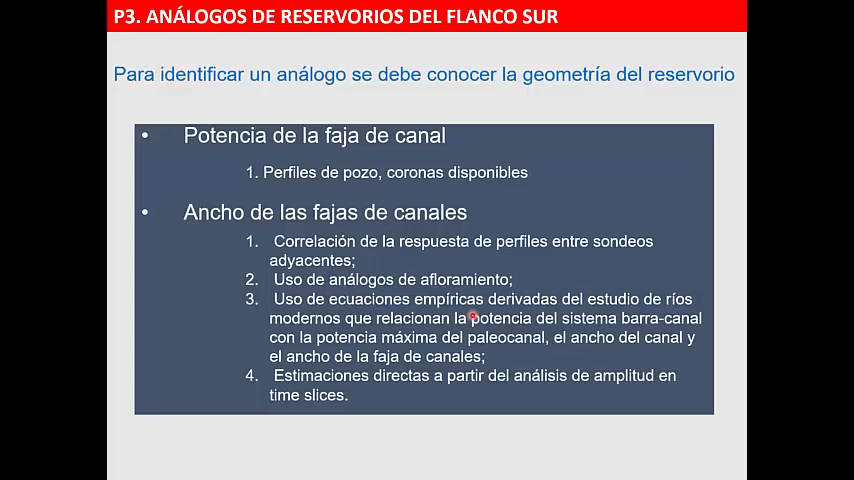 P3. ANÁLOGOS DE RESERVORIOS DEL FLANCO SUR
Para identificar un análogo se debe conocer la geometría del reservorio
• Potencia de la faja de canal
1. Perfiles de pozo, coronas disponibles
• Ancho de las fajas de canales
1. Correlación de la respuesta de perfiles entre sondeos
adyacentes;
2. Uso de análogos de afloramiento;
3. Uso de ecuaciones empíricas derivadas del estudio de ríos
modernos que relacionan la potencia del sistema barra-canal
con la potencia máxima del paleocanal, el ancho del canal y
el ancho de la faja de canales;
4. Estimaciones directas a partir del análisis de amplitud en
time slices.